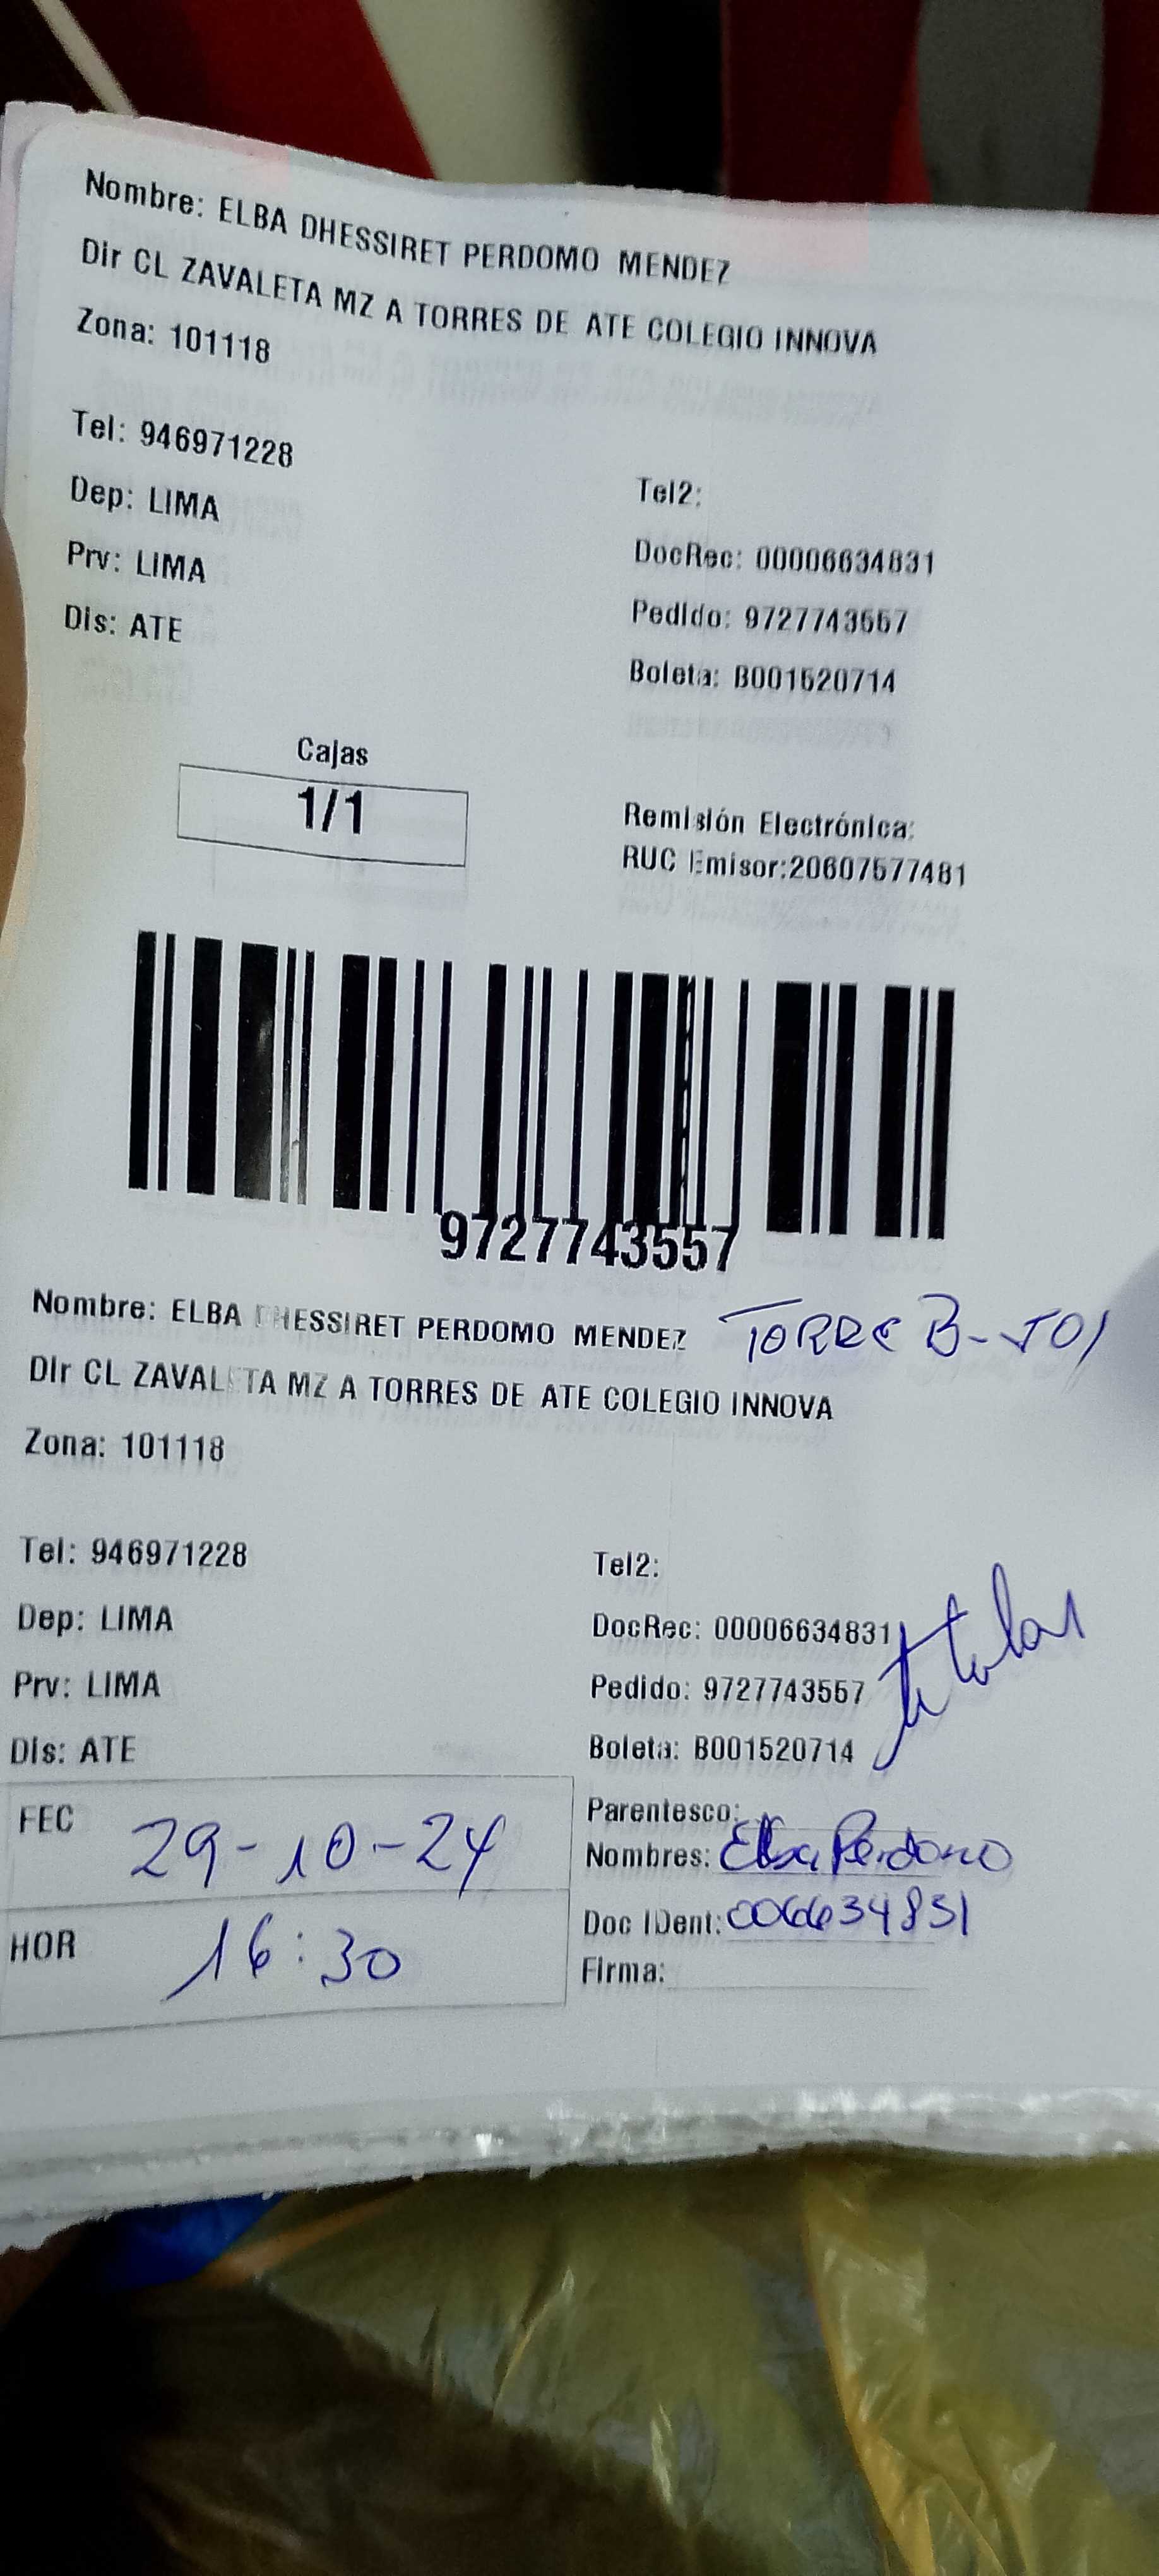 Nombre: ELBA DHESSIRET PERDOMO MENDEZ
Dir CL ZAVALETA MZ A TORRES DE ATE COLEGIO INNOVA
Zona: 101118
Tel: 946971228
Tel2:
Dep: LIMA
DocRec: 00006634831
Prv: LIMA
Pedido: 9727743557
Dis: ATE
Boleta: B001520714
Cajas
1/1
Remisión Electrónica:
RUC Emisor:20607577481
9727743557
Nombre: ELBA DHESSIRET PERDOMO MENDEZ TORRE B-501
Dir CL ZAVALETA MZ A TORRES DE ATE COLEGIO INNOVA
Zona: 101118
Tel: 946971228
Tel2:
Dep: LIMA
DocRec: 00006634831
titular
Prv: LIMA
Pedido: 9727743557
Dis: ATE
Boleta: B001520714
FEC 29-10-24
Parentesco:
Nombres: Elba Perdomo
HOR 16:30
Doc IDent: 006634831
Firma: